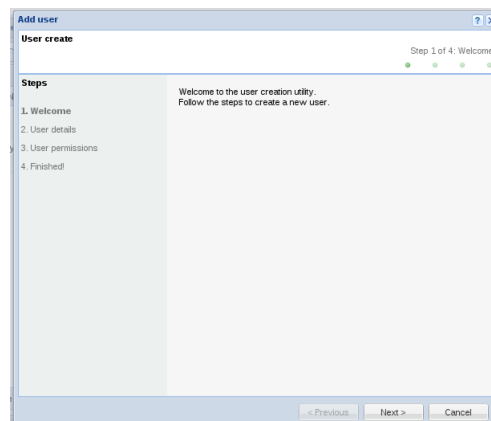 Add user
User create
Step 1 of 4: Welcome
Steps
1. Welcome
2. User details
3. User permissions
4. Finished!
Welcome to the user creation utility.
Follow the steps to create a new user.
< Previous
Next >
Cancel